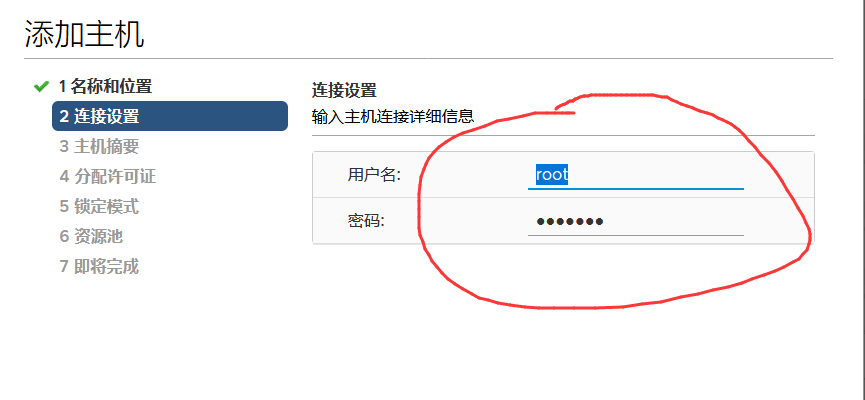 添加主机
1 名称和位置
2 连接设置
3 主机摘要
4 分配许可证
5 锁定模式
6 资源池
7 即将完成
连接设置
输入主机连接详细信息
用户名: root
密码: •••••••